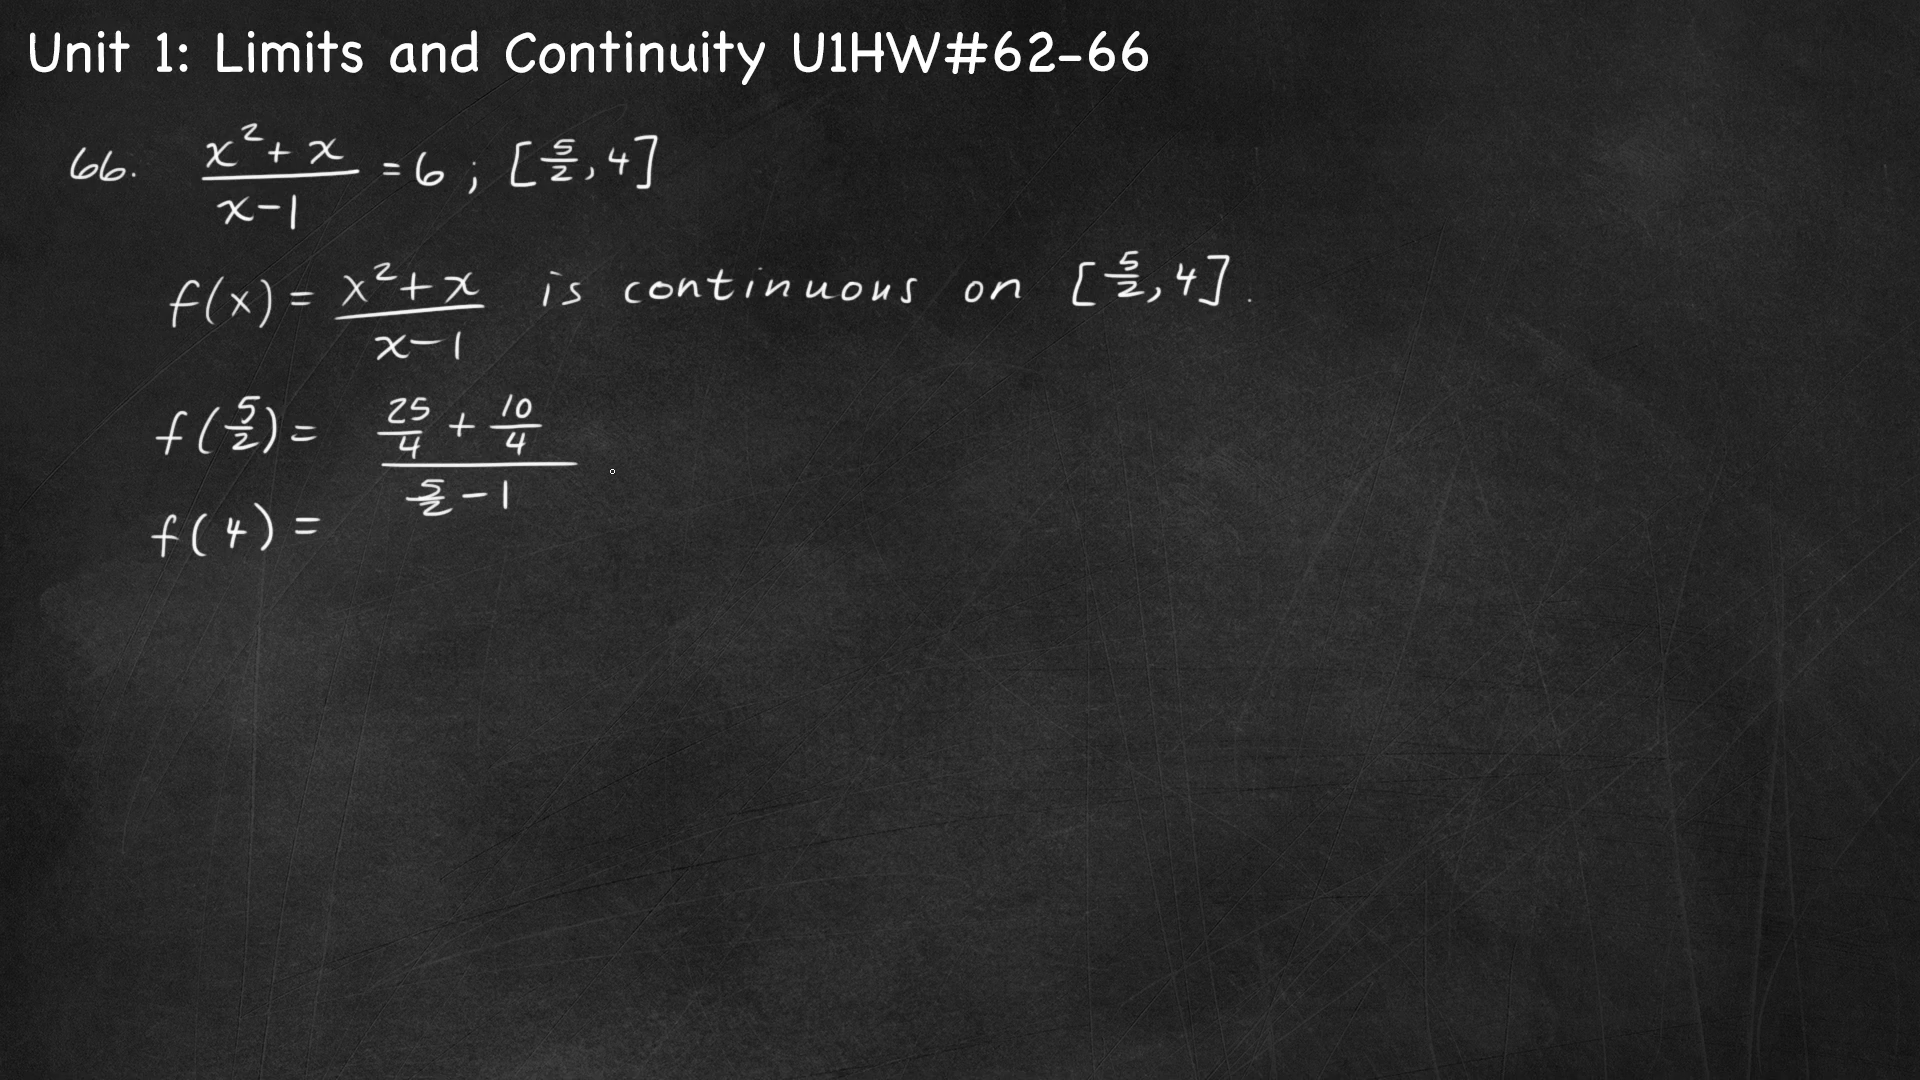 Unit 1: Limits and Continuity U1HW#62-66
66. (x²+x)/(x-1) = 6 ; [5/2, 4]
f(x) = (x²+x)/(x-1) is continuous on [5/2, 4].
f(5/2) = (25/4 + 10/4)/(5/2 - 1)
f(4) =